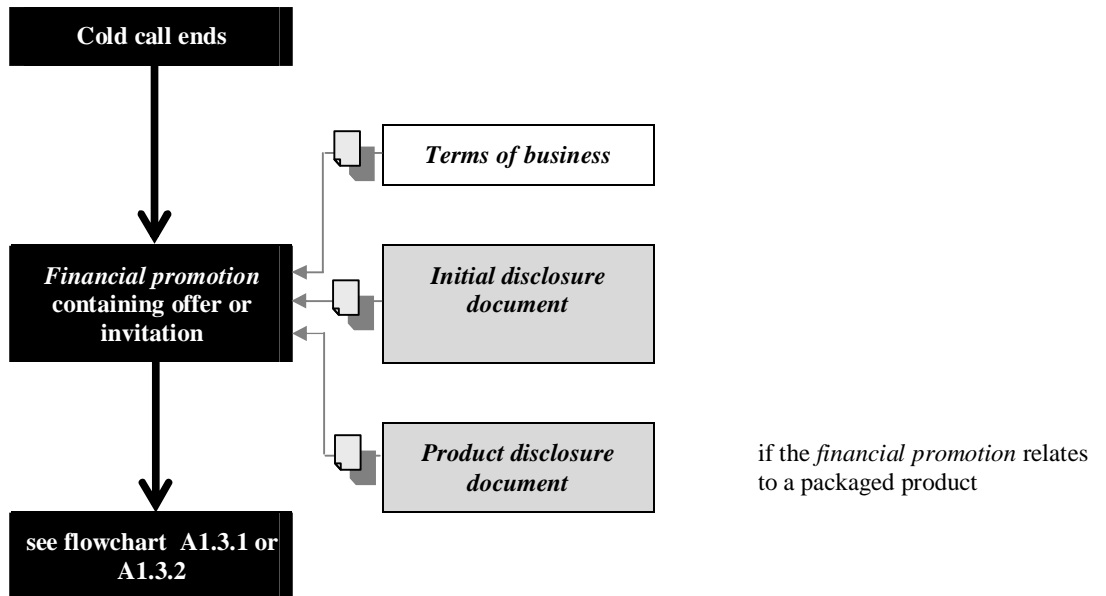 Cold call ends
Terms of business
Financial promotion
containing offer or
invitation
Initial disclosure
document
Product disclosure
document
if the financial promotion relates
to a packaged product
see flowchart A1.3.1 or
A1.3.2